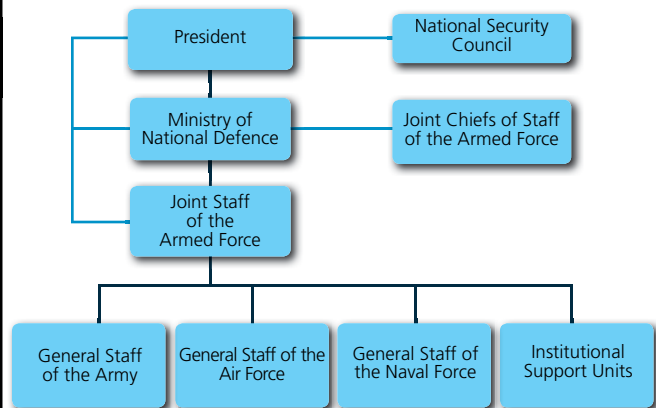 President
National Security
Council
Ministry of
National Defence
Joint Chiefs of Staff
of the Armed Force
Joint Staff
of the
Armed Force
General Staff
of the Army
General Staff of the
Air Force
General Staff of
the Naval Force
Institutional
Support Units